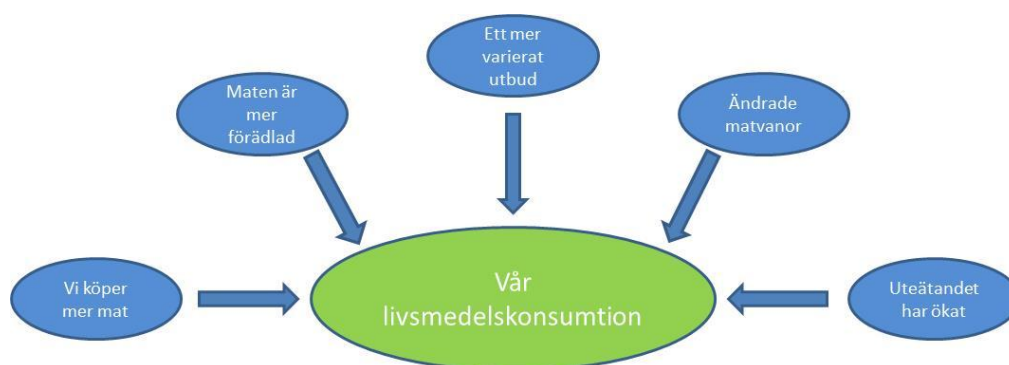 Ett mer
varierat
utbud
Maten är
mer
förädlad
Ändrade
matvanor
Vi köper
mer mat
Vår
livsmedelskonsumtion
Uteätandet
har ökat